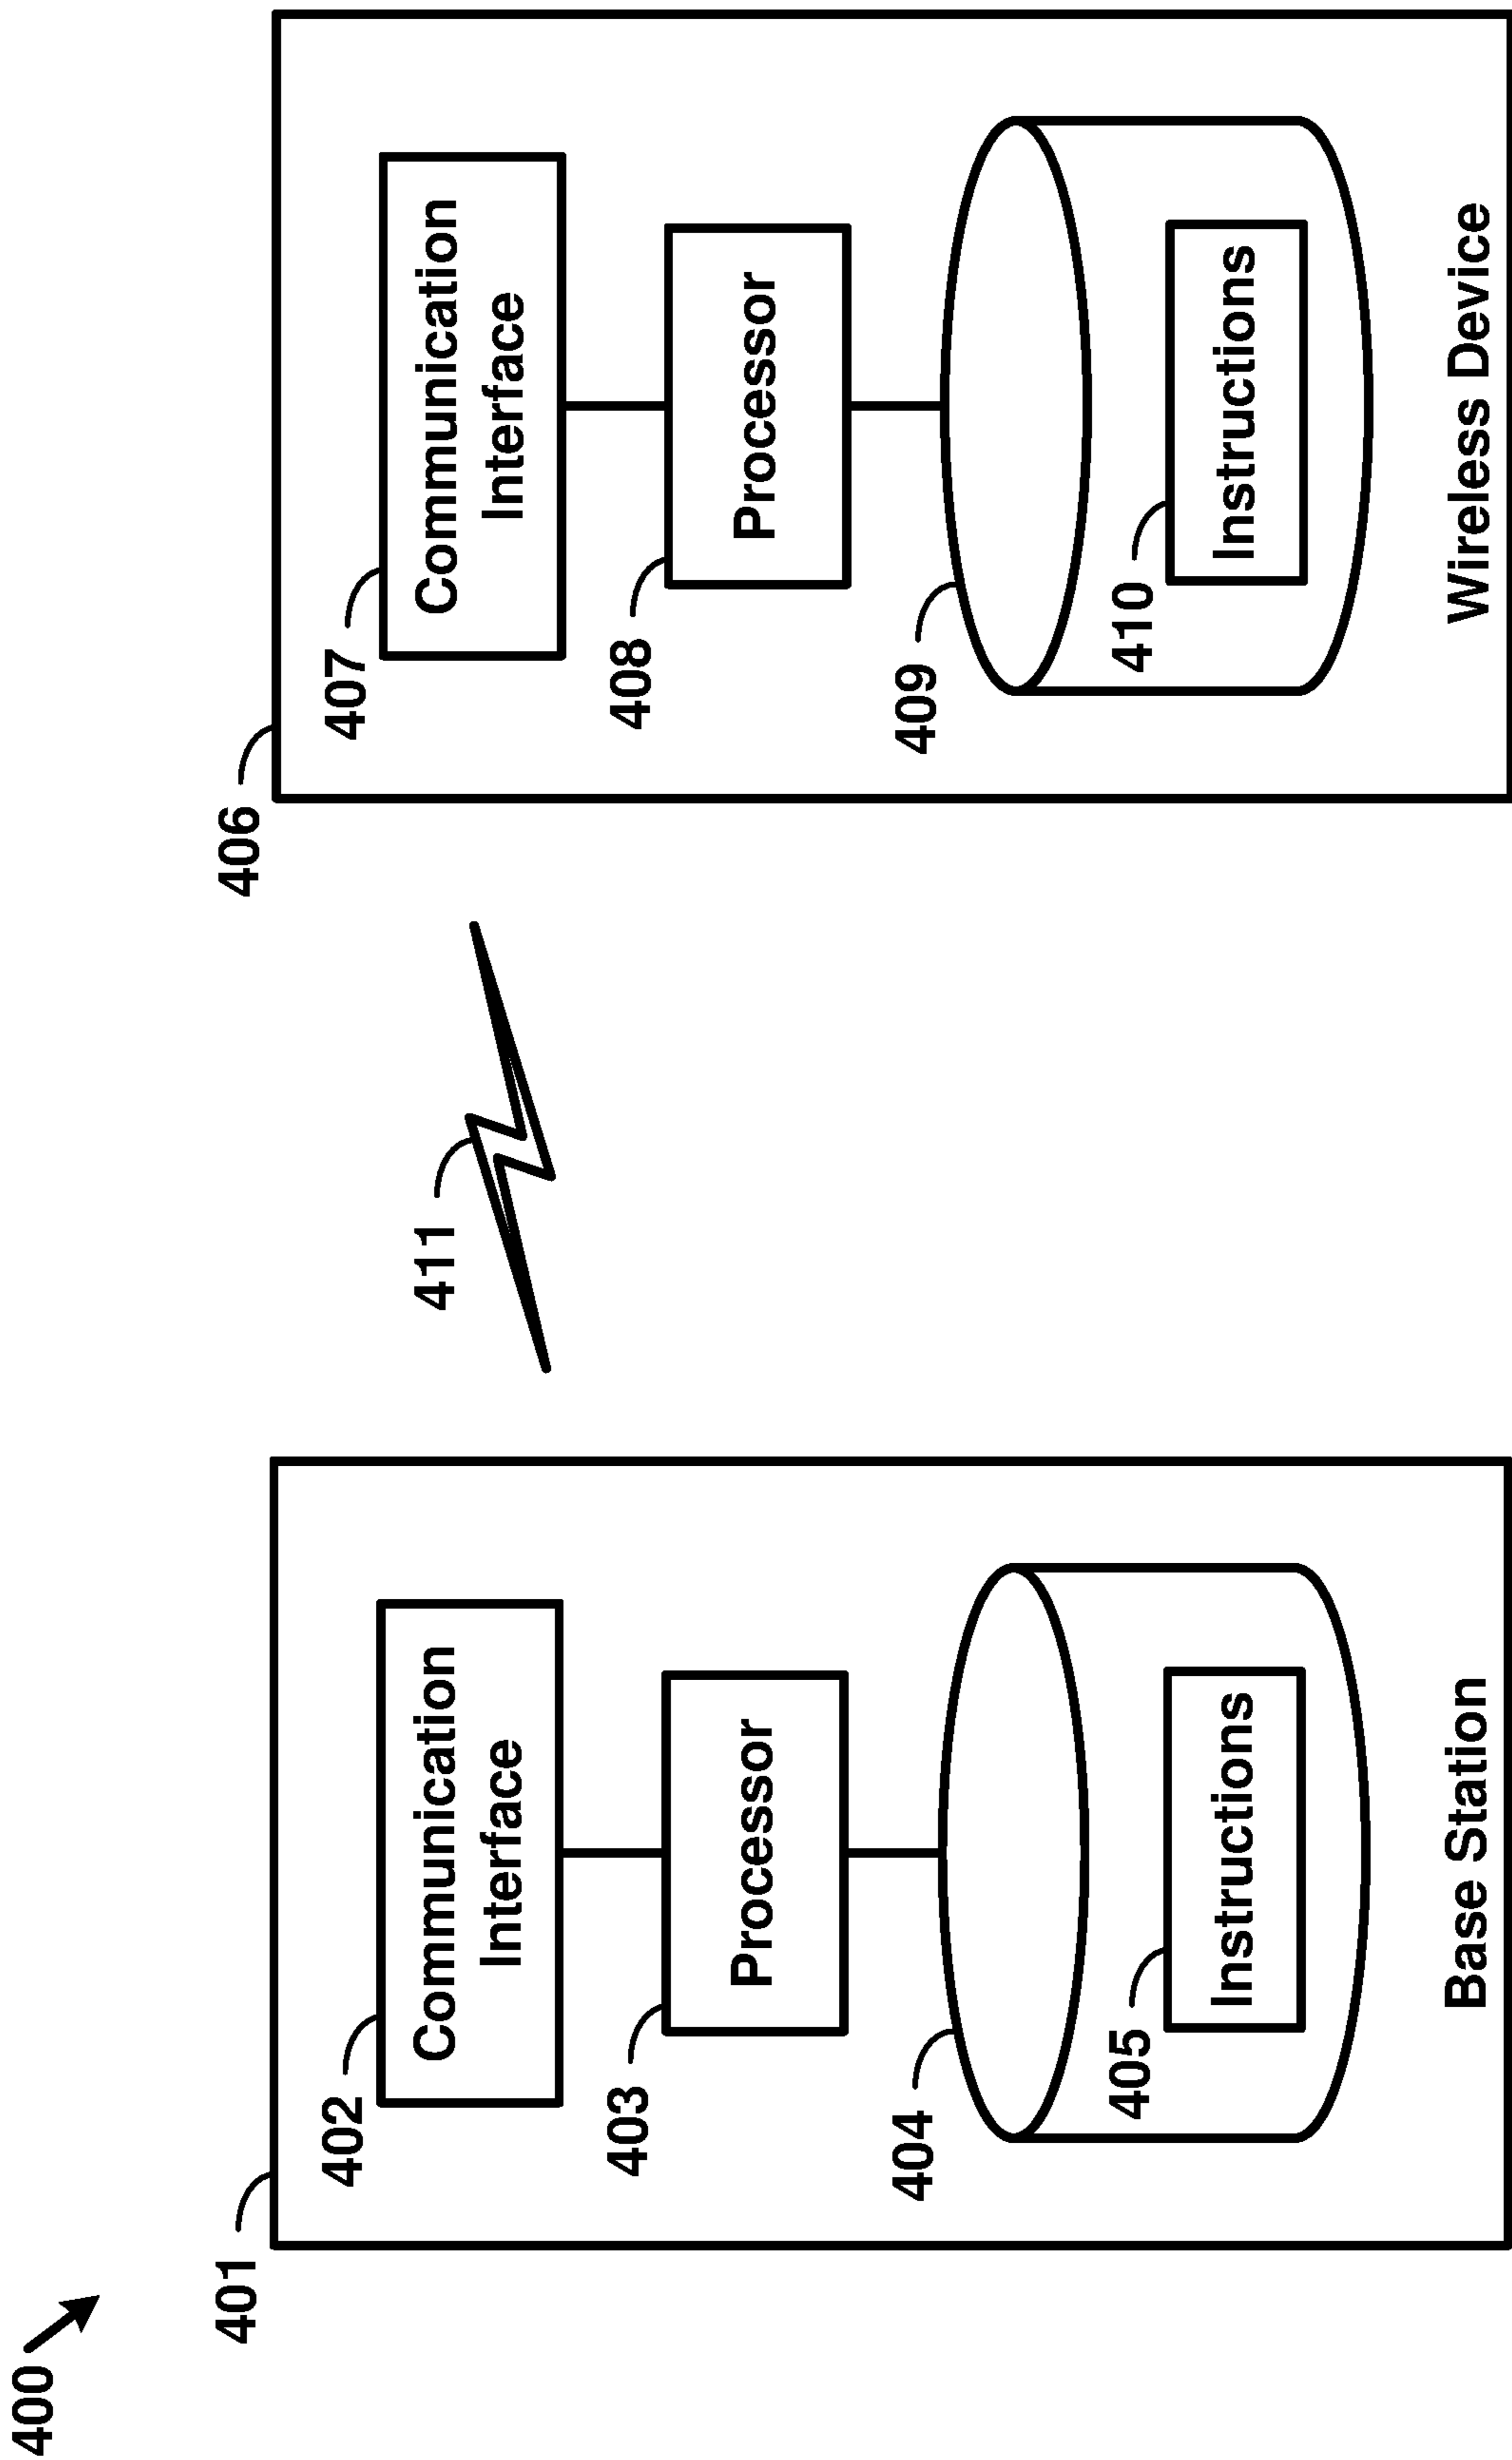 400
401
402
Communication
Interface
403
Processor
404
405
Instructions
Base Station
411
406
407
Communication
Interface
408
Processor
409
410
Instructions
Wireless Device